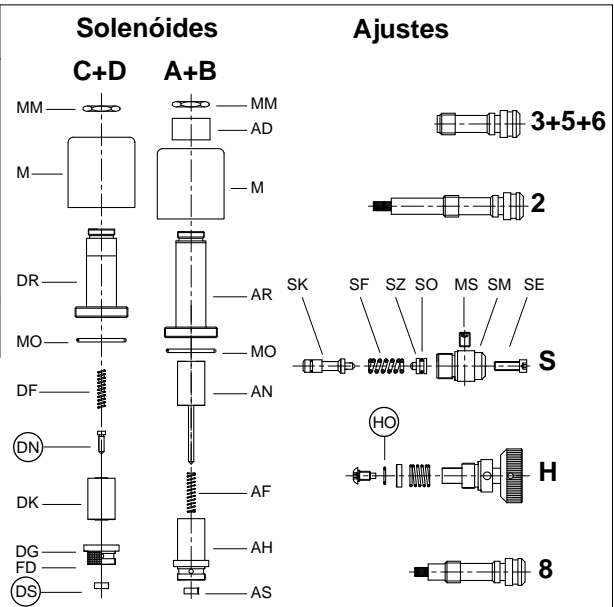 Solenóides
Ajustes
C+D
A+B
MM
MM
AD
M
M
DR
AR
MO
MO
DF
AN
DN
DK
AF
DG
FD
AH
DS
AS
3+5+6
2
SK
SF
SZ
SO
MS
SM
SE
S
HO
H
8